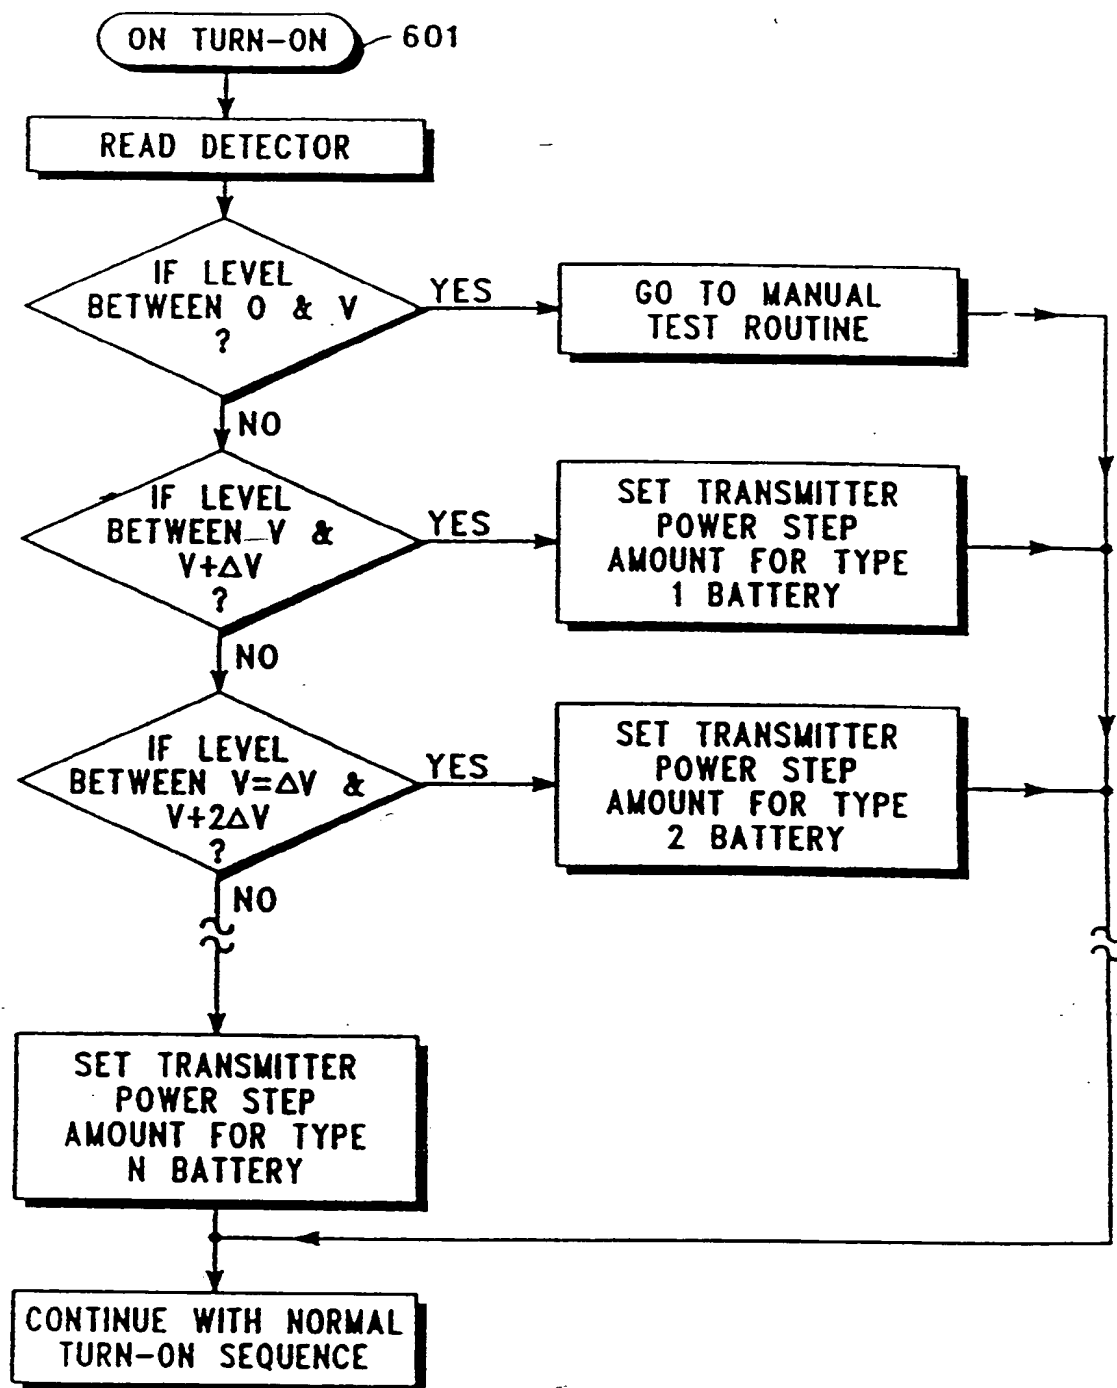 ON TURN-ON
601
READ DETECTOR
IF LEVEL
BETWEEN 0 & V
?
YES
GO TO MANUAL
TEST ROUTINE
NO
IF LEVEL
BETWEEN V &
V+ΔV
?
YES
SET TRANSMITTER
POWER STEP
AMOUNT FOR TYPE
1 BATTERY
NO
IF LEVEL
BETWEEN V=ΔV &
V+2ΔV
?
YES
SET TRANSMITTER
POWER STEP
AMOUNT FOR TYPE
2 BATTERY
NO
SET TRANSMITTER
POWER STEP
AMOUNT FOR TYPE
N BATTERY
CONTINUE WITH NORMAL
TURN-ON SEQUENCE